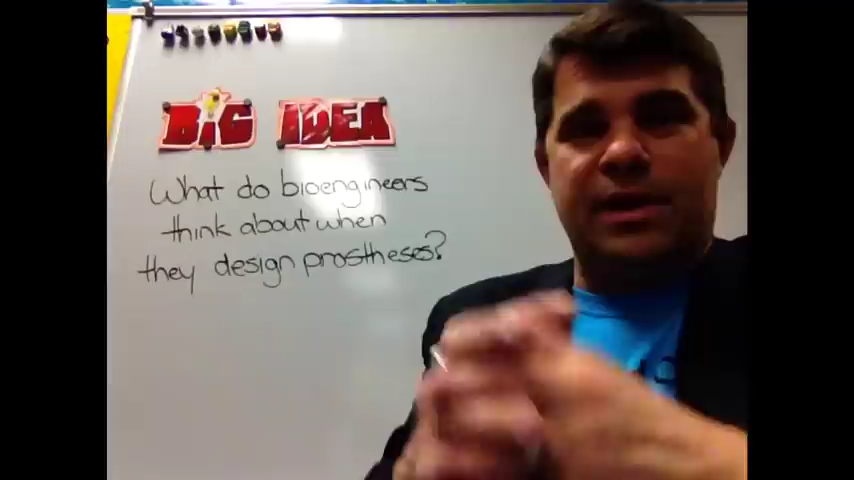 BIG IDEA
What do bioengineers
think about when
they design prostheses?